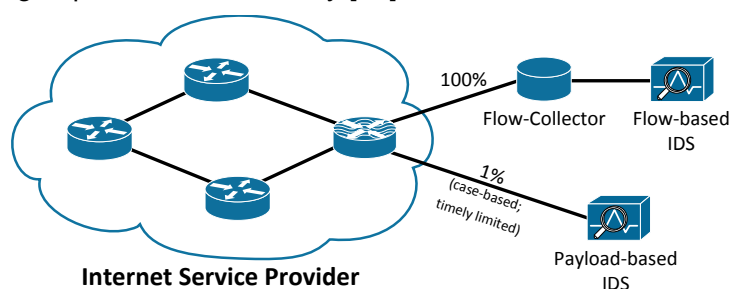 100%
Flow-Collector
Flow-based
IDS
1%
(case-based;
timely limited)
Payload-based
IDS
Internet Service Provider